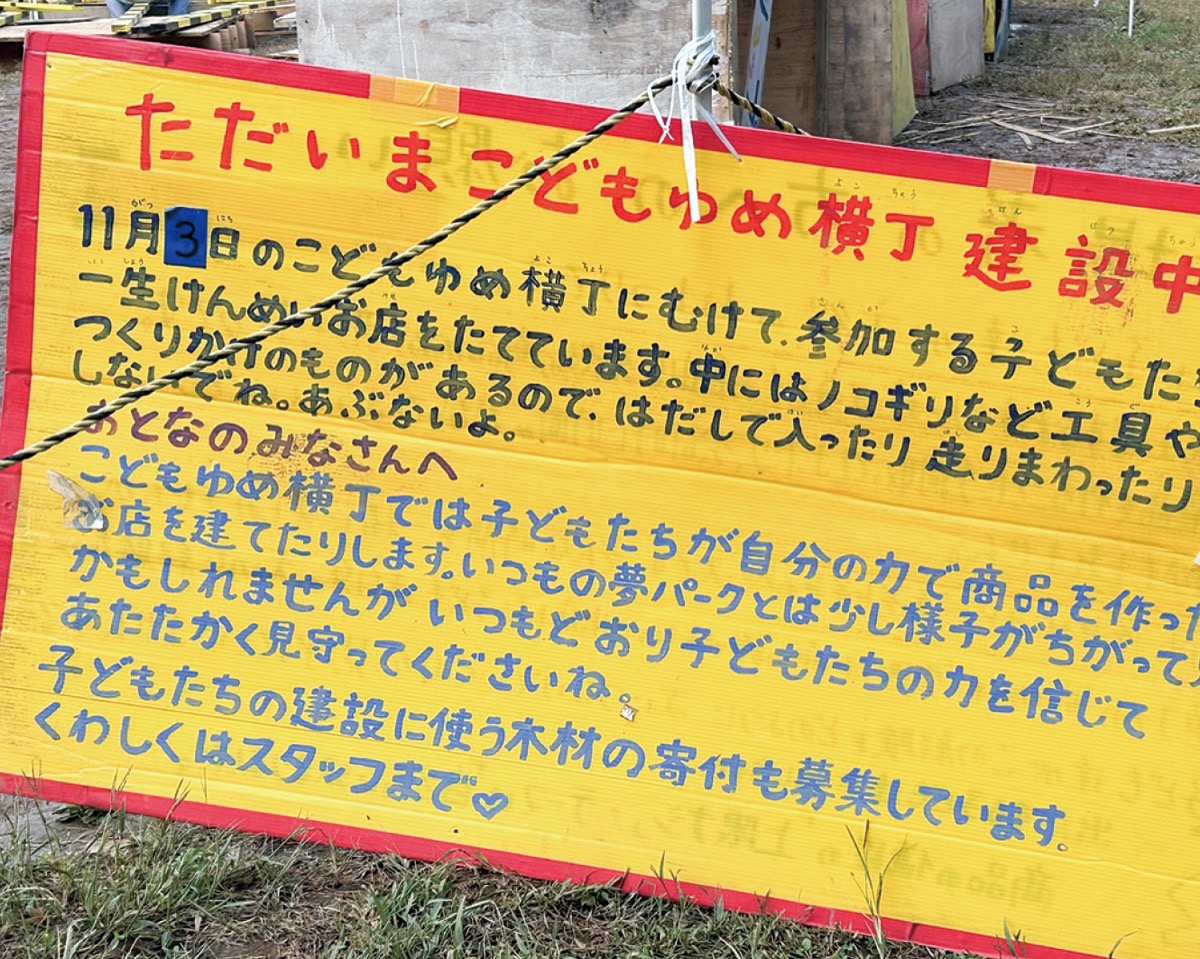 ただいまこどもゆめ横丁建設中
11月3日のこどもゆめ横丁にむけて、参加する子どもた
一生けんめいお店をたてています。中にはノコギリなど工具や
つくりかけのものがあるので、はだしで入ったり走りまわったり
しないでね。あぶないよ。
おとなのみなさんへ
こどもゆめ横丁では子どもたちが自分の力で商品を作った
お店を建てたりします。いつもの夢パークとは少し様子がちがって
かもしれませんがいつもどおり子どもたちの力を信じて
あたたかく見守ってくださいね。
子どもたちの建設に使う木材の寄付も募集しています。
くわしくはスタッフまで♡